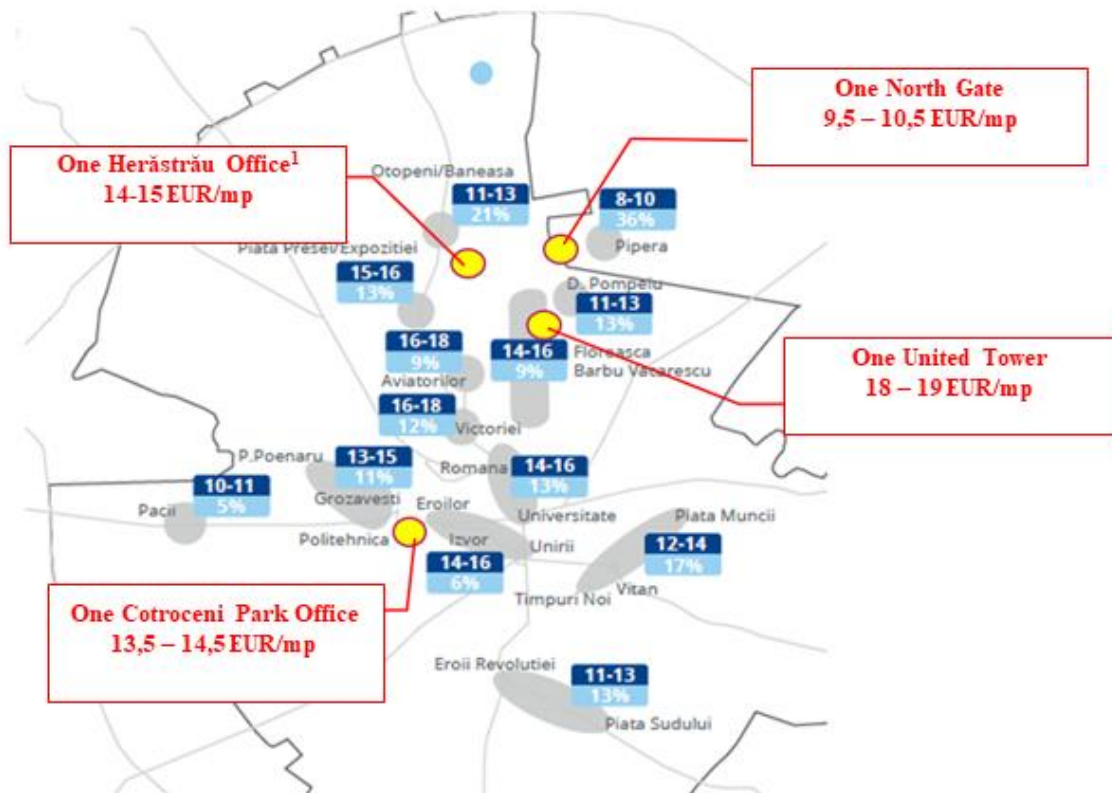 One North Gate
9,5 – 10,5 EUR/mp
One Herăstrău Office1
14-15 EUR/mp
Otopeni/Baneasa
11-13
21%
8-10
36%
Pipera
Piata Presei/Expozitiei
15-16
13%
D. Pompeiu
11-13
13%
16-18
9%
Aviatorilor
14-16
9%
Floreasca
Barbu Vacarescu
One United Tower
18 – 19 EUR/mp
16-18
12%
Victoriei
P.Poenaru
13-15
11%
Grozavesti
Romana
14-16
13%
Universitate
10-11
5%
Pacii
Politehnica
Eroilor
Izvor
14-16
6%
Unirii
Piata Muncii
12-14
17%
Vitan
Timpuri Noi
One Cotroceni Park Office
13,5 – 14,5 EUR/mp
Eroii Revolutiei
11-13
13%
Piata Sudului